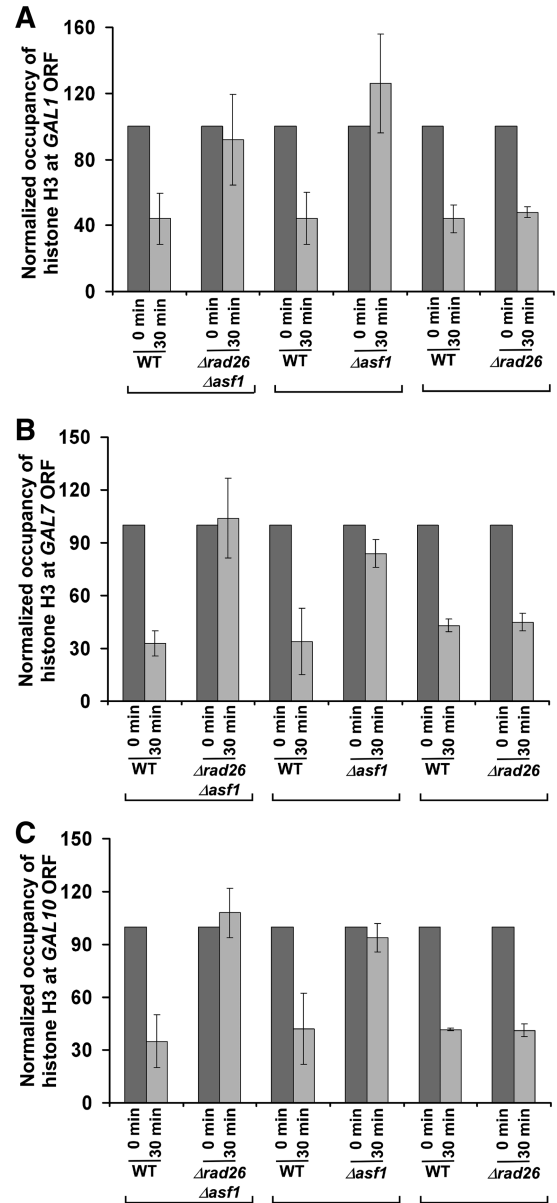 A
Normalized occupancy of
histone H3 at GAL1 ORF
160
120
80
40
0
0 min
30 min
0 min
30 min
0 min
30 min
0 min
30 min
0 min
30 min
0 min
30 min
WT
Δrad26
Δasf1
WT
Δasf1
WT
Δrad26
B
Normalized occupancy of
histone H3 at GAL7 ORF
150
120
90
60
30
0
0 min
30 min
0 min
30 min
0 min
30 min
0 min
30 min
0 min
30 min
0 min
30 min
WT
Δrad26
Δasf1
WT
Δasf1
WT
Δrad26
C
Normalized occupancy of
histone H3 at GAL10 ORF
150
120
90
60
30
0
0 min
30 min
0 min
30 min
0 min
30 min
0 min
30 min
0 min
30 min
0 min
30 min
WT
Δrad26
Δasf1
WT
Δasf1
WT
Δrad26